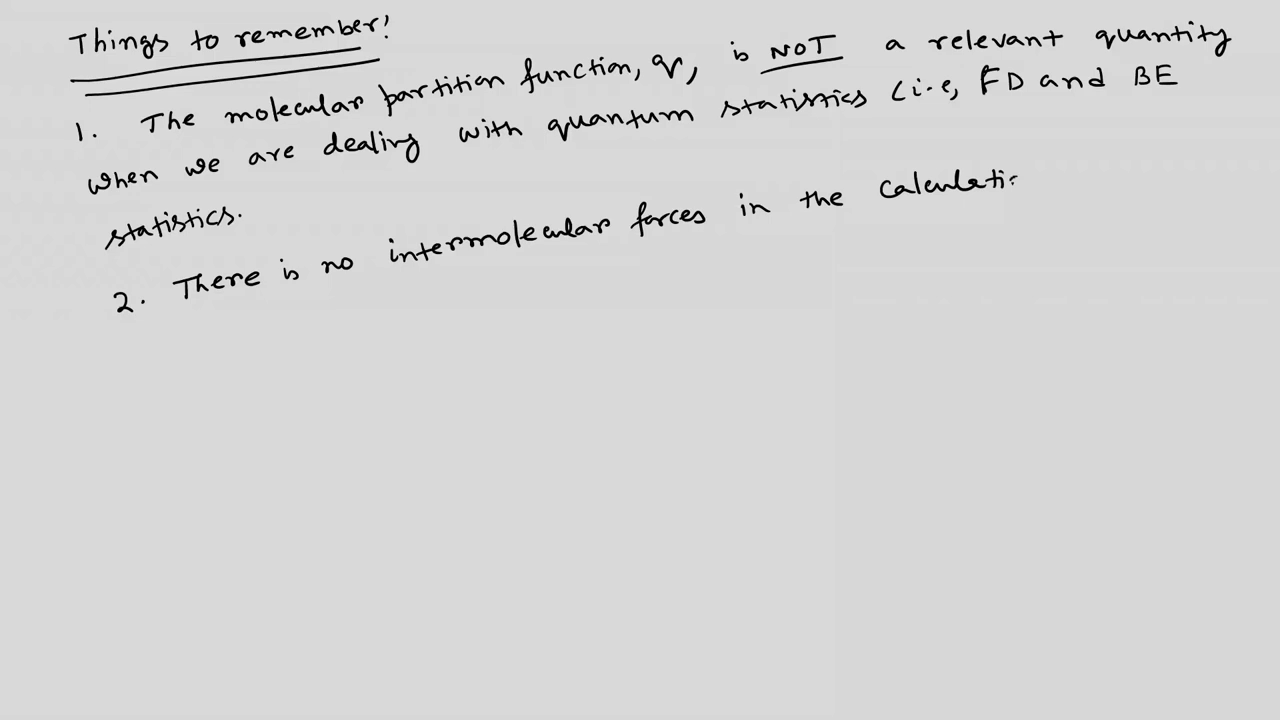 Things to remember!
1. The molecular partition function, q, is NOT a relevant quantity
when we are dealing with quantum statistics (i.e, FD and BE
statistics.
2. There is no intermolecular forces in the calculati